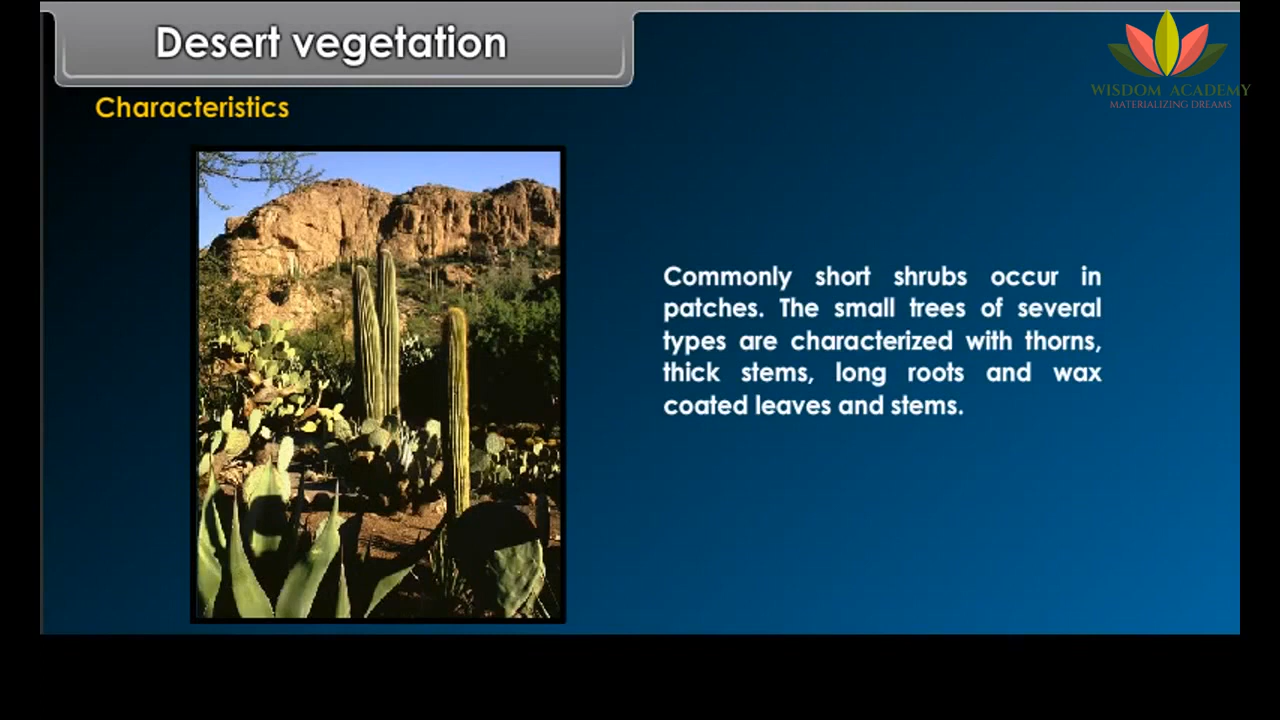 Desert vegetation
WISDOM ACADEMY
MATERIALIZING DREAMS
Characteristics
Commonly short shrubs occur in
patches. The small trees of several
types are characterized with thorns,
thick stems, long roots and wax
coated leaves and stems.